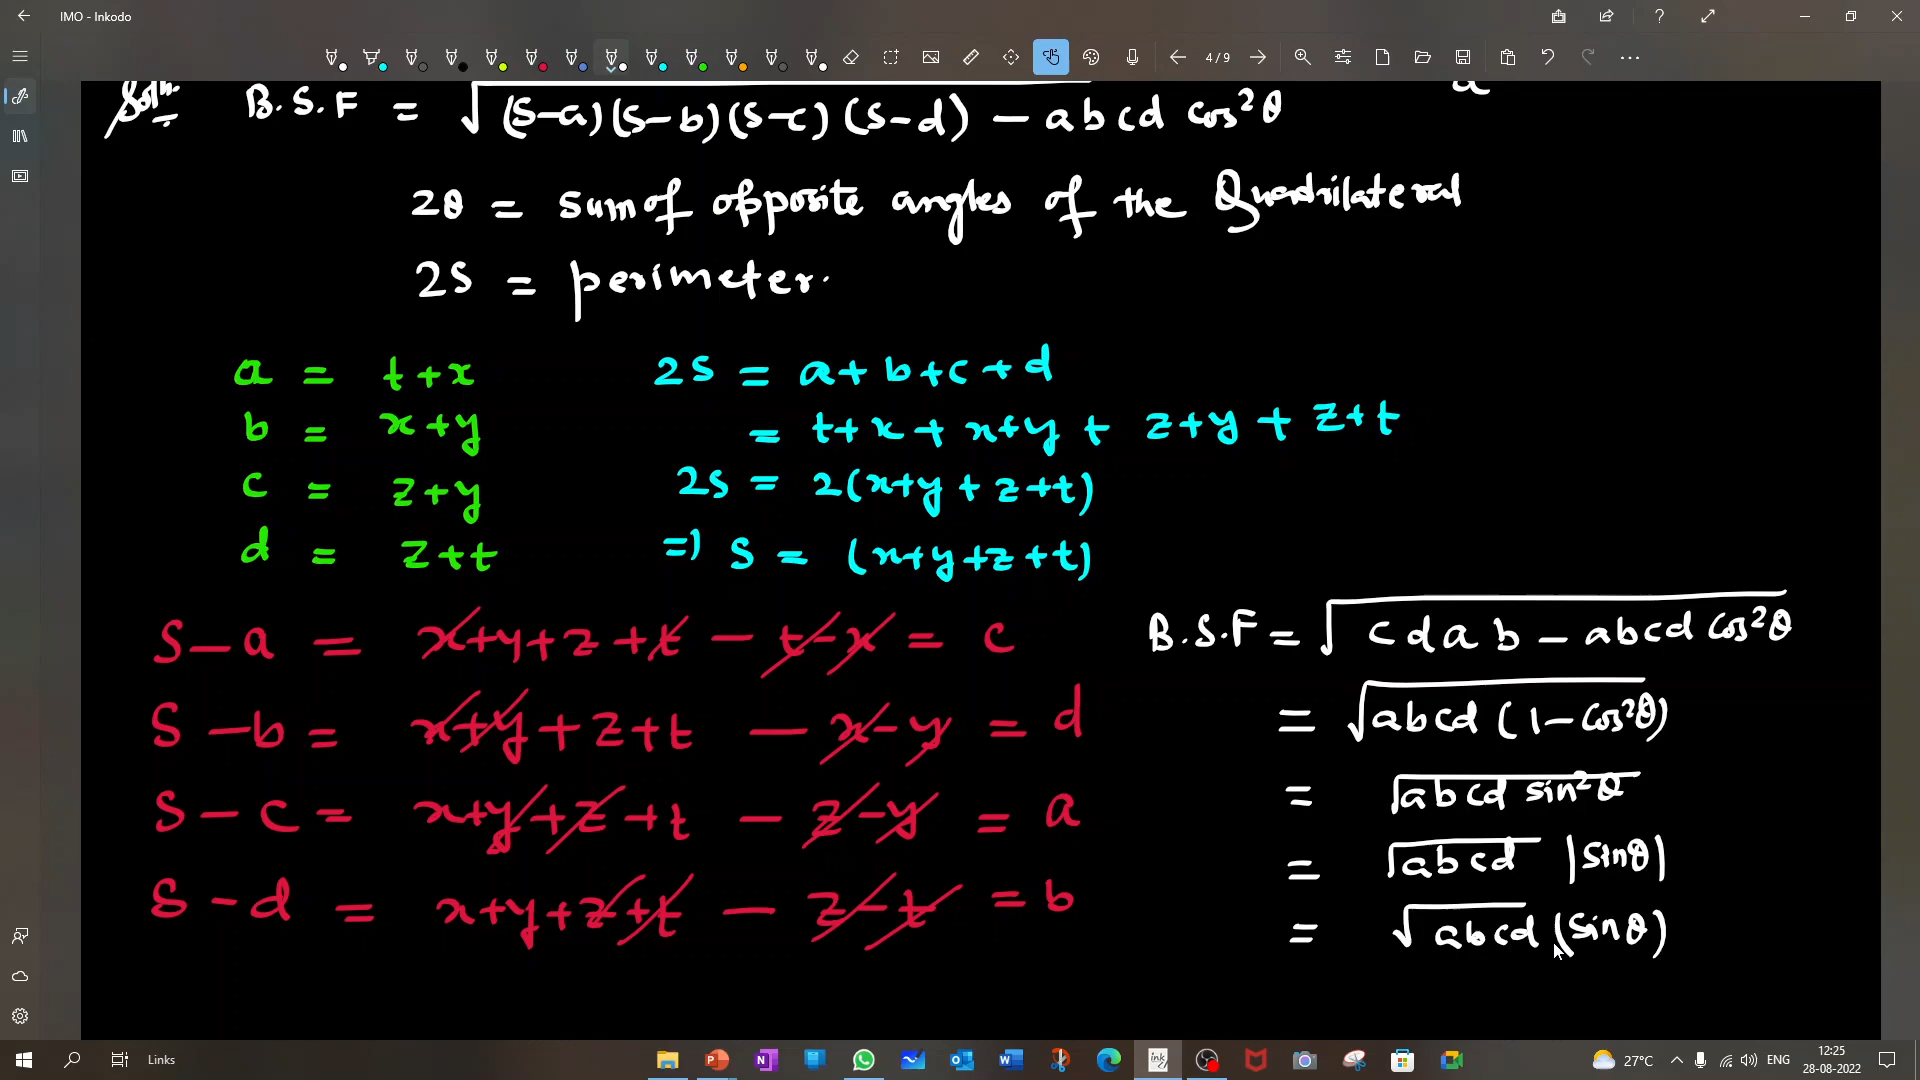 IMO - Inkodo
4/9
Soln. B.S.F = √(S-a)(S-b)(S-c)(S-d) - abcd cos²θ
a
2θ = sum of opposite angles of the Quadrilateral
2S = perimeter.
a = t+x
b = x+y
c = z+y
d = z+t
2S = a+b+c+d
= t+x+x+y+z+y+z+t
2S = 2(x+y+z+t)
=) S = (x+y+z+t)
S-a = x+y+z+t - t-x = c
S-b = x+y+z+t - x-y = d
S-c = x+y+z+t - z-y = a
S-d = x+y+z+t - z-t = b
B.S.F = √cdab - abcd cos²θ
= √abcd (1-cos²θ)
= √abcd sin²θ
= √abcd |sinθ|
= √abcd (sinθ)
Links
27°C
ENG
12:25
28-08-2022